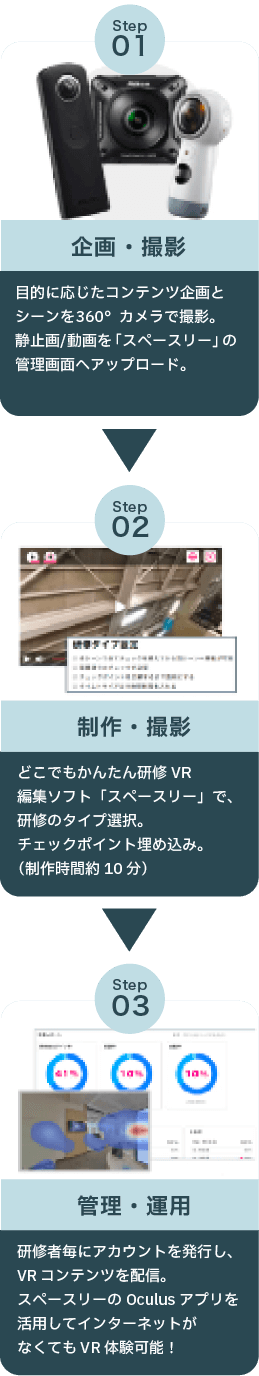 Step
01
企画・撮影
目的に応じたコンテンツ企画と
シーンを360° カメラで撮影。
静止画/動画を「スペースリー」の
管理画面へアップロード。
Step
02
研修タイプ設定
制作・撮影
どこでもかんたん研修 VR
編集ソフト「スペースリー」で、
研修のタイプ選択。
チェックポイント埋め込み。
（制作時間約 10 分）
Step
03
管理・運用
研修者毎にアカウントを発行し、
VR コンテンツを配信。
スペースリーの Oculus アプリを
活用してインターネットが
なくても VR 体験可能！